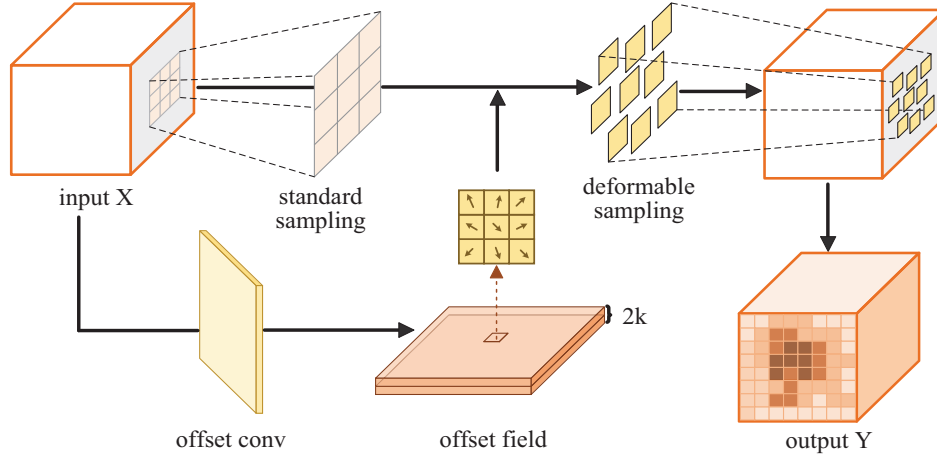 input X
standard
sampling
deformable
sampling
2k
offset conv
offset field
output Y